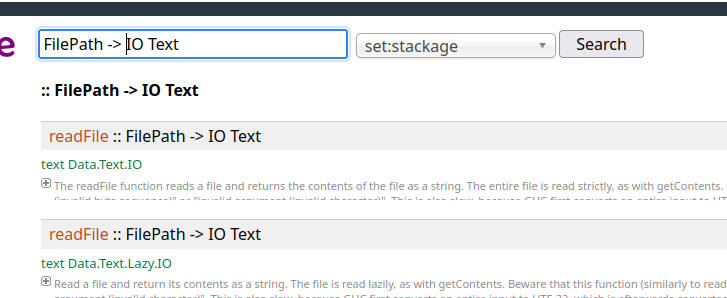 e FilePath -> IO Text set:stackage Search
:: FilePath -> IO Text
readFile :: FilePath -> IO Text
text Data.Text.IO
The readFile function reads a file and returns the contents of the file as a string. The entire file is read strictly, as with getContents.
readFile :: FilePath -> IO Text
text Data.Text.Lazy.IO
Read a file and return its contents as a string. The file is read lazily, as with getContents. Beware that this function (similarly to read